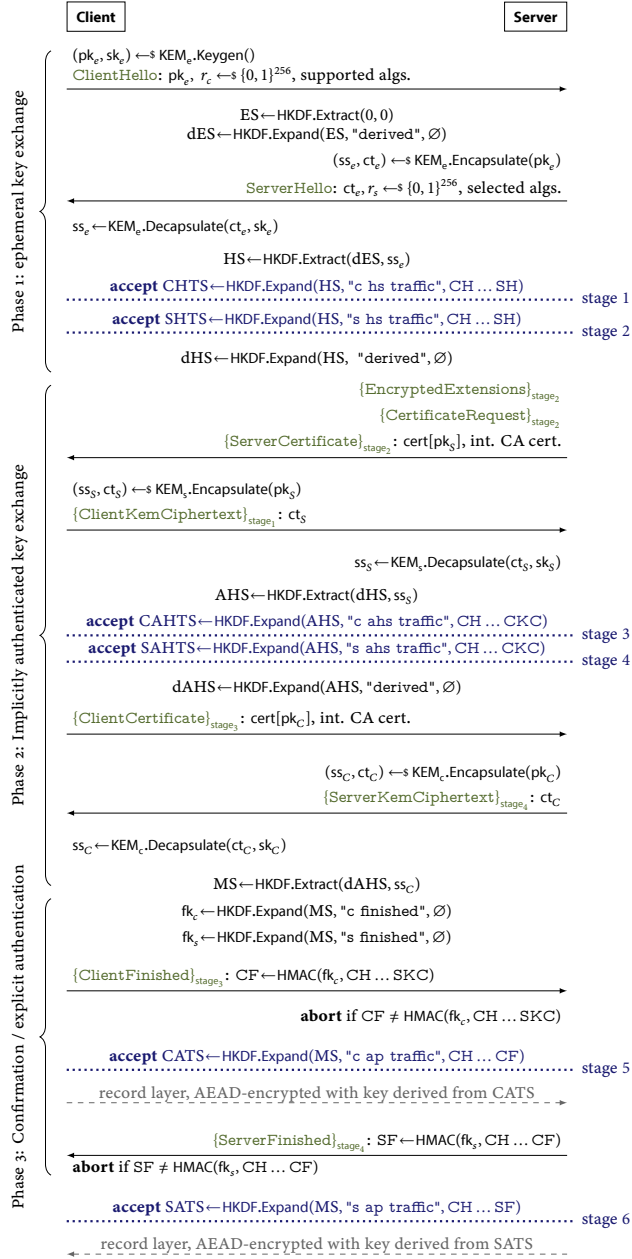 Client Server
(pk_e, sk_e) ←$ KEM_e.Keygen()
ClientHello: pk_e, r_c ←$ {0, 1}^256, supported algs.
ES←HKDF.Extract(0, 0)
dES←HKDF.Expand(ES, "derived", ∅)
(ss_e, ct_e) ←$ KEM_e.Encapsulate(pk_e)
ServerHello: ct_e, r_s ←$ {0, 1}^256, selected algs.
ss_e←KEM_e.Decapsulate(ct_e, sk_e)
HS←HKDF.Extract(dES, ss_e)
accept CHTS←HKDF.Expand(HS, "c hs traffic", CH … SH)
stage 1
accept SHTS←HKDF.Expand(HS, "s hs traffic", CH … SH)
stage 2
dHS←HKDF.Expand(HS, "derived", ∅)
Phase 1: ephemeral key exchange
{EncryptedExtensions}_stage_2
{CertificateRequest}_stage_2
{ServerCertificate}_stage_2: cert[pk_S], int. CA cert.
(ss_S, ct_S) ←$ KEM_s.Encapsulate(pk_S)
{ClientKemCiphertext}_stage_1: ct_S
ss_S←KEM_s.Decapsulate(ct_S, sk_S)
AHS←HKDF.Extract(dHS, ss_S)
accept CAHTS←HKDF.Expand(AHS, "c ahs traffic", CH … CKC)
stage 3
accept SAHTS←HKDF.Expand(AHS, "s ahs traffic", CH … CKC)
stage 4
dAHS←HKDF.Expand(AHS, "derived", ∅)
{ClientCertificate}_stage_3: cert[pk_C], int. CA cert.
(ss_C, ct_C) ←$ KEM_c.Encapsulate(pk_C)
{ServerKemCiphertext}_stage_4: ct_C
ss_C←KEM_c.Decapsulate(ct_C, sk_C)
Phase 2: Implicitly authenticated key exchange
MS←HKDF.Extract(dAHS, ss_C)
fk_c←HKDF.Expand(MS, "c finished", ∅)
fk_s←HKDF.Expand(MS, "s finished", ∅)
{ClientFinished}_stage_3: CF←HMAC(fk_c, CH … SKC)
abort if CF ≠ HMAC(fk_c, CH … SKC)
accept CATS←HKDF.Expand(MS, "c ap traffic", CH … CF)
stage 5
record layer, AEAD-encrypted with key derived from CATS
{ServerFinished}_stage_4: SF←HMAC(fk_s, CH … CF)
abort if SF ≠ HMAC(fk_s, CH … CF)
Phase 3: Confirmation / explicit authentication
accept SATS←HKDF.Expand(MS, "s ap traffic", CH … SF)
stage 6
record layer, AEAD-encrypted with key derived from SATS